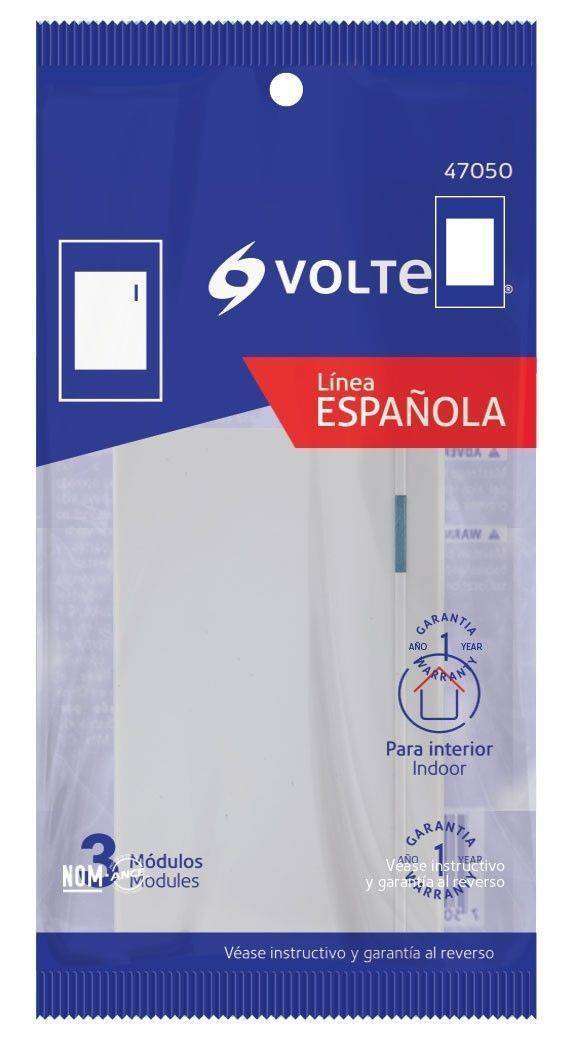 47050
VOLTE
Línea
ESPAÑOLA
GARANTIA
AÑO 1 YEAR
WARRANTY
Para interior
Indoor
3 Módulos
Modules
NOM-ANCE
GARANTIA
AÑO 1 YEAR
WARRANTY
Véase instructivo
y garantía al reverso
Véase instructivo y garantía al reverso